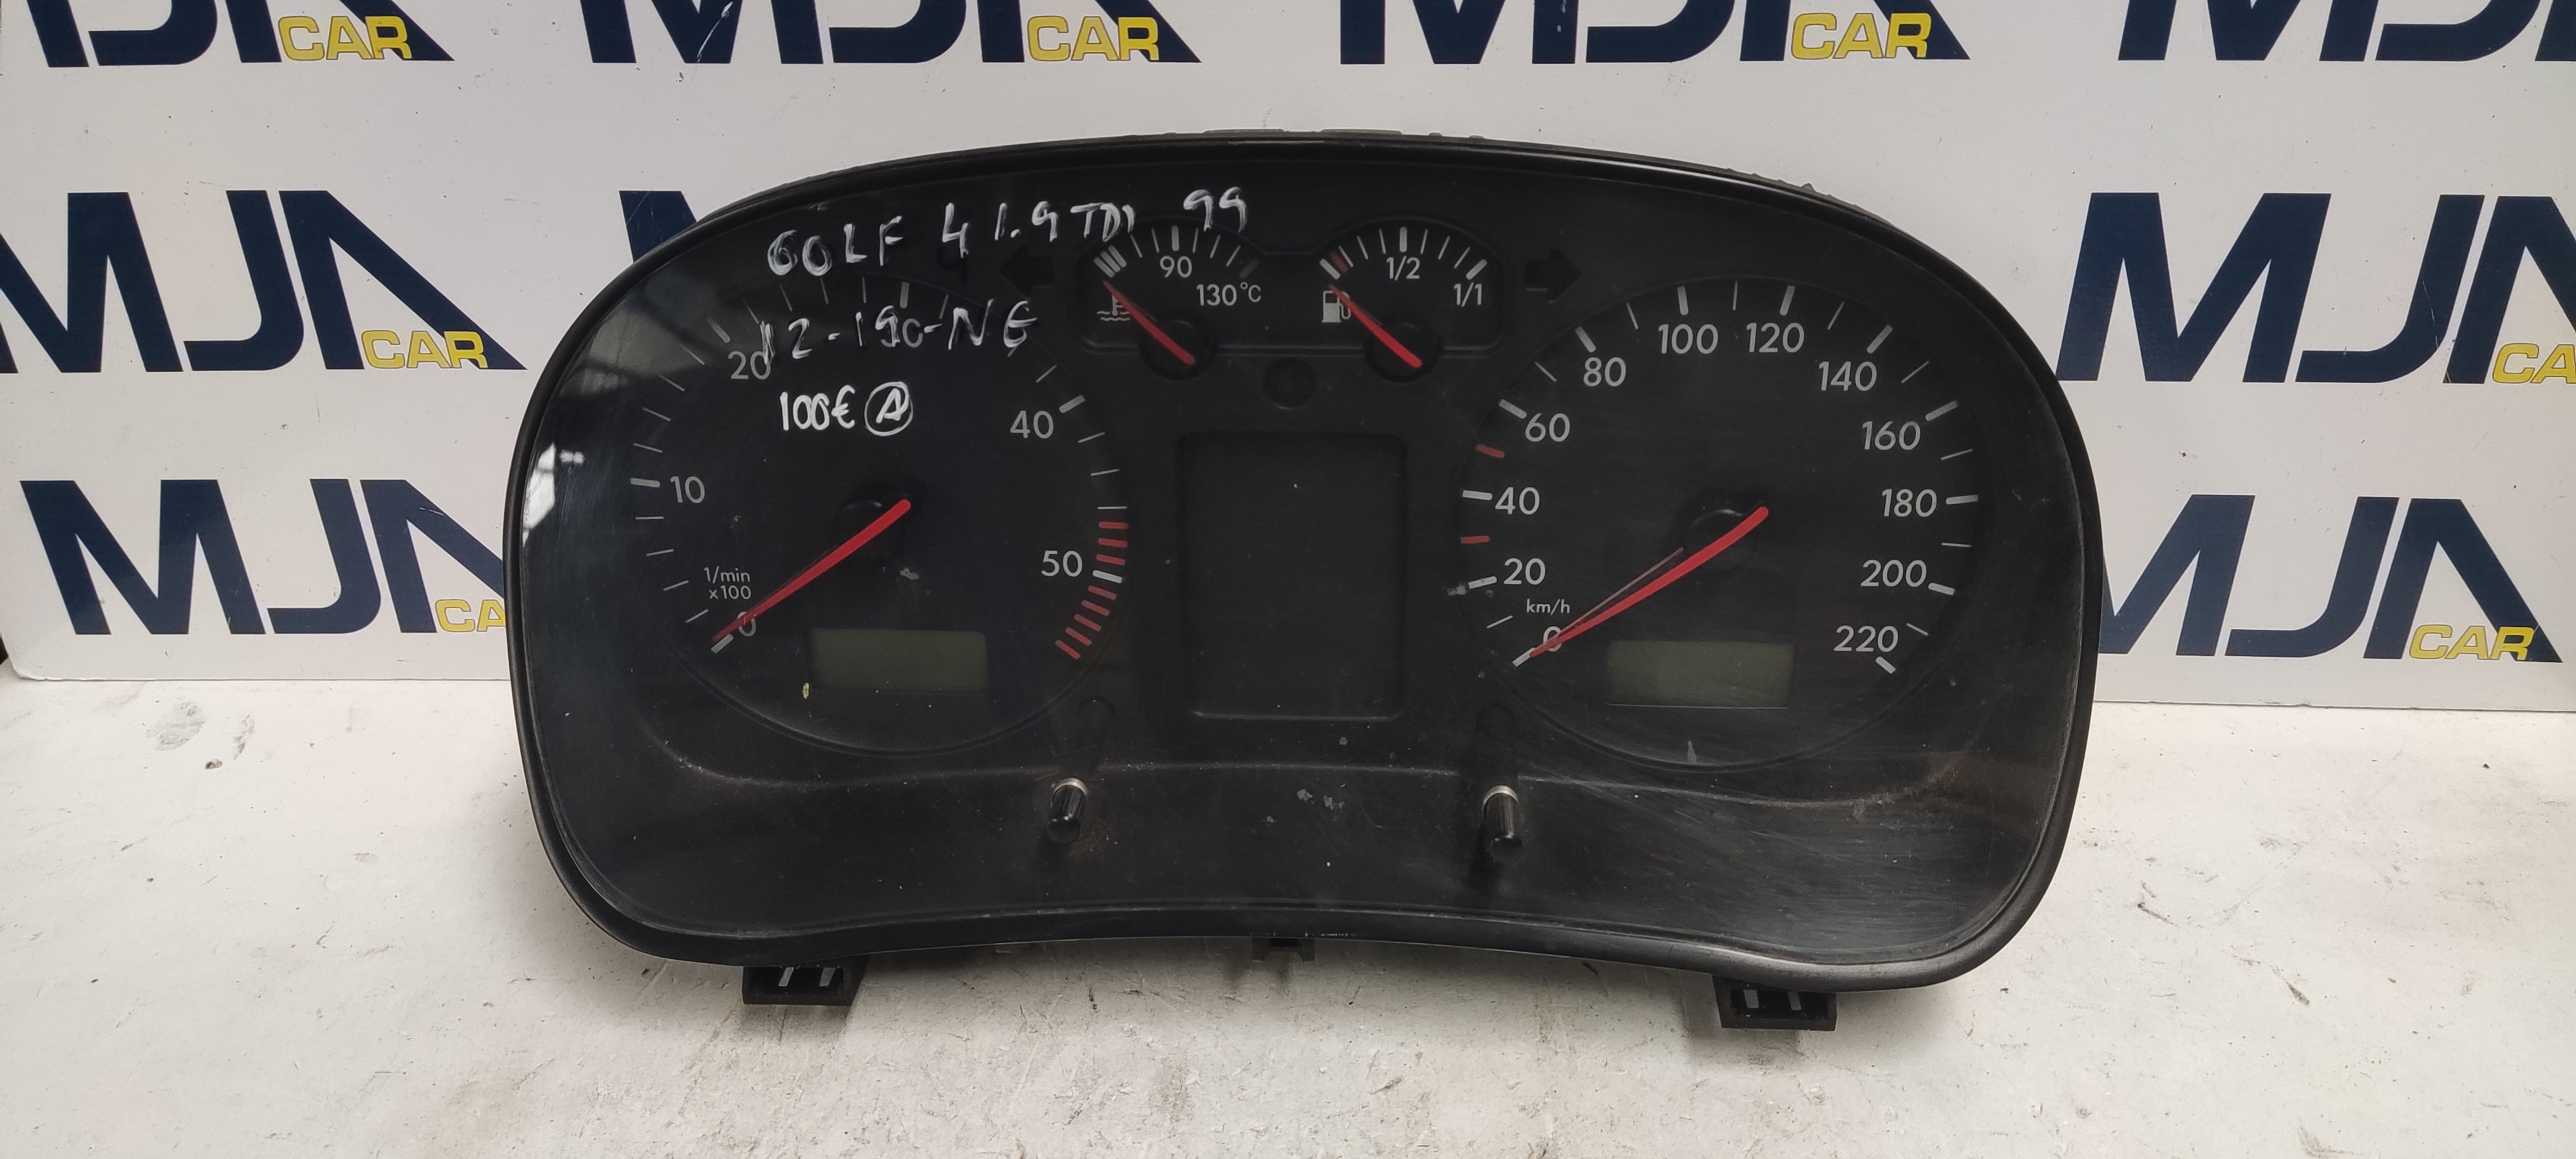 MJA CAR MJA CAR MJA CAR MJA
MJA CAR MJA CAR
MJA CAR MJA CAR
GOLF 4 1.9 TDI 99
12-190-NE
100€ A
90
130°C
1/2
1/1
10
20
40
50
1/min
x100
0
0
20
40
60
80
100
120
140
160
180
200
220
km/h